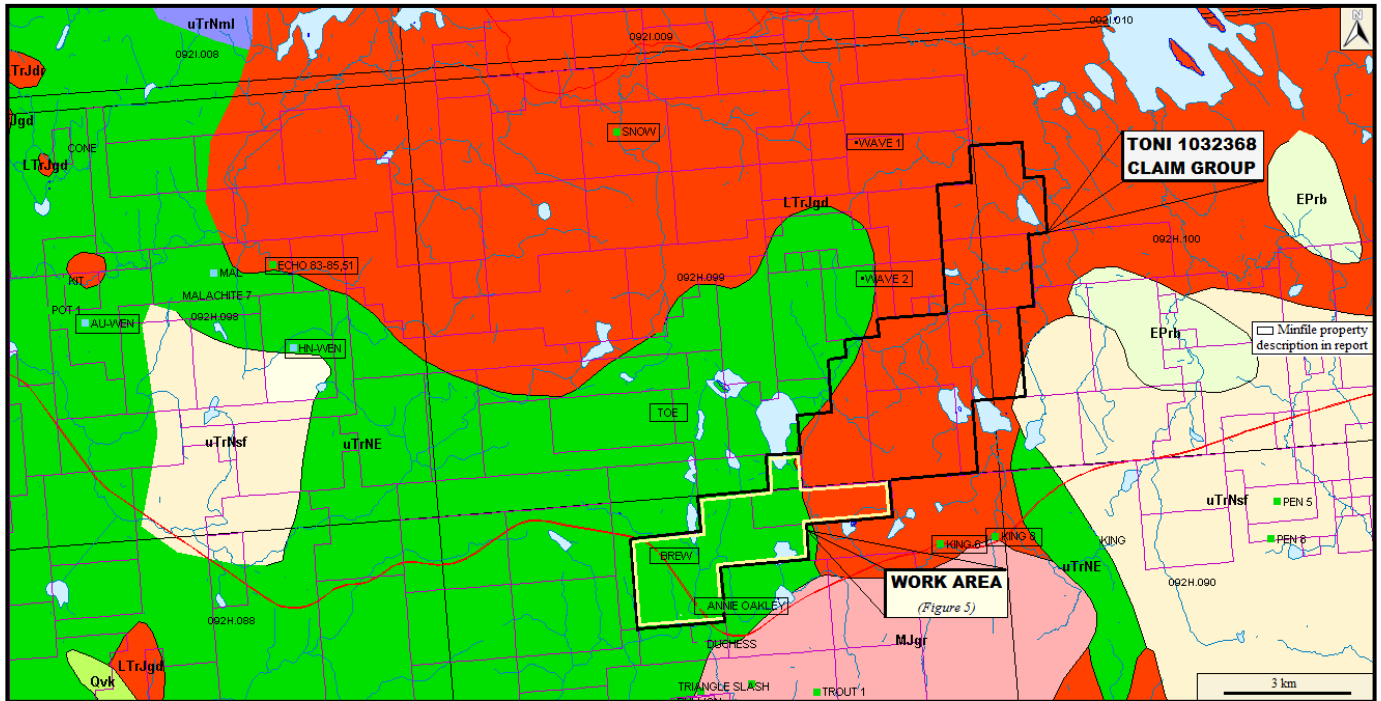 uTrNml
092I.008
092I.009
002I.010
N
TrJdr
Jgd
CONE
LTrJgd
SNOW
WAVE 1
TONI 1032368
CLAIM GROUP
EPrb
LTrJgd
092H.100
ECHO 83-85,51
MAL
KIT
092H.099
WAVE 2
MALACHITE 7
POT 1
092H.098
AU-WEN
HN-WEN
EPrb
Minfile property
description in report
TOE
uTrNsf
uTrNE
uTrNsf
PEN 5
BREW
KING 6
KING 8
KING
PEN 8
uTrNE
092H.090
WORK AREA
(Figure 5)
ANNIE OAKLEY
092H.088
DUCHESS
MJgr
LTrJgd
Qvk
TRIANGLE SLASH
TROUT 1
3 km